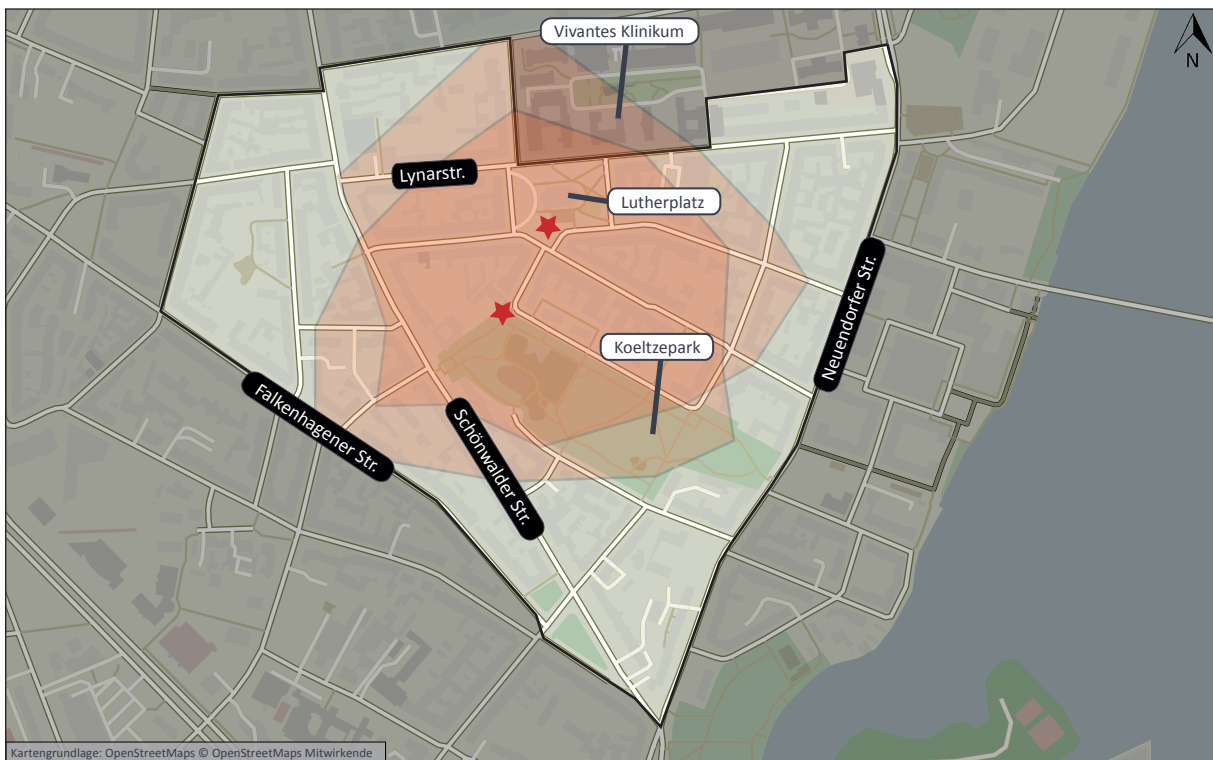 Vivantes Klinikum
N
Lynarstr.
Lutherplatz
Neuendorfer Str.
Koeltzepark
Falkenhagener Str.
Schönwalder Str.
Kartengrundlage: OpenStreetMaps © OpenStreetMaps Mitwirkende